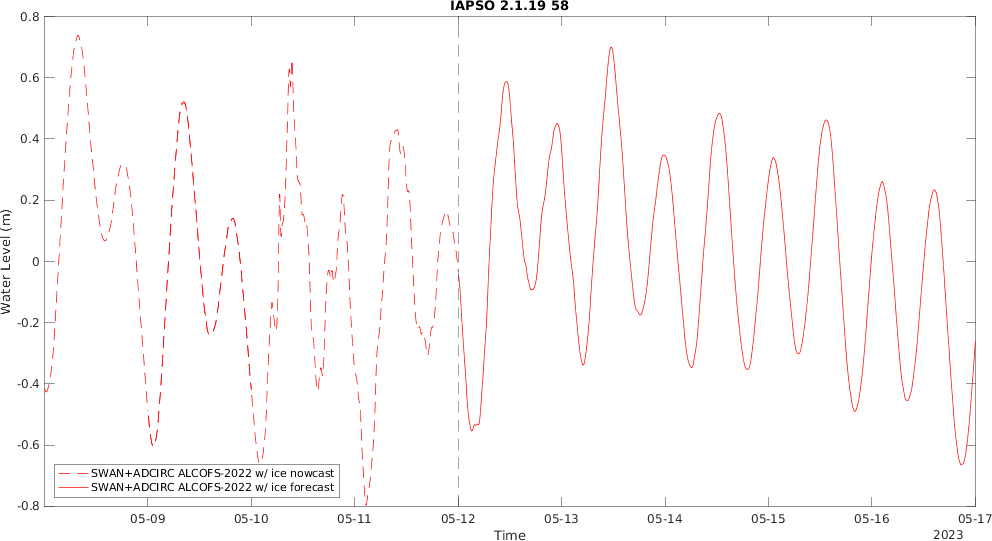 IAPSO 2.1.19 58
0.8
0.6
0.4
0.2
0
-0.2
-0.4
-0.6
-0.8
Water Level (m)
SWAN+ADCIRC ALCOFS-2022 w/ ice nowcast
SWAN+ADCIRC ALCOFS-2022 w/ ice forecast
05-09 05-10 05-11 05-12 05-13 05-14 05-15 05-16 05-17
Time
2023